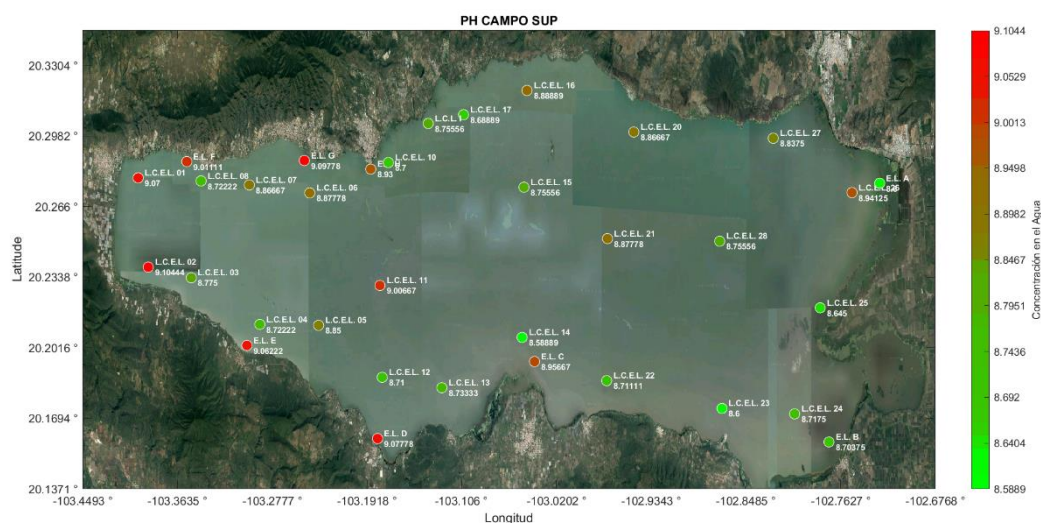 PH CAMPO SUP
20.3304 °
20.2982 °
20.266 °
20.2338 °
20.2016 °
20.1694 °
20.1371 °
Latitude
L.C.E.L. 16
8.88889
L.C.E.L. 17
8.68889
L.C.L I
8.75556
L.C.E.L. 20
8.86667
L.C.E.L. 27
8.8375
E.L. F
9.01111
E.L. G
9.09778
L.C.E.L. 10
8.7
8.93
L.C.E.L. 01
9.07
L.C.E.L. 08
8.72222
L.C.E.L. 07
8.86667
L.C.E.L. 06
8.87778
L.C.E.L. 15
8.75556
E.L. A
L.C.E.L. 26
8.94125
L.C.E.L. 21
8.87778
L.C.E.L. 28
8.75556
L.C.E.L. 02
9.10444
L.C.E.L. 03
8.775
L.C.E.L. 11
9.00667
L.C.E.L. 25
8.645
L.C.E.L. 04
8.72222
L.C.E.L. 05
8.85
E.L. E
9.06222
L.C.E.L. 14
8.58889
E.L. C
8.95667
L.C.E.L. 12
8.71
L.C.E.L. 13
8.73333
L.C.E.L. 22
8.71111
L.C.E.L. 23
8.6
L.C.E.L. 24
8.7175
E.L. D
9.07778
E.L. B
8.70375
-103.4493 °
-103.3635 °
-103.2777 °
-103.1918 °
-103.106 °
-103.0202 °
-102.9343 °
-102.8485 °
-102.7627 °
-102.6768 °
Longitud
9.1044
9.0529
9.0013
8.9498
8.8982
8.8467
8.7951
8.7436
8.692
8.6404
8.5889
Concentración en el Agua